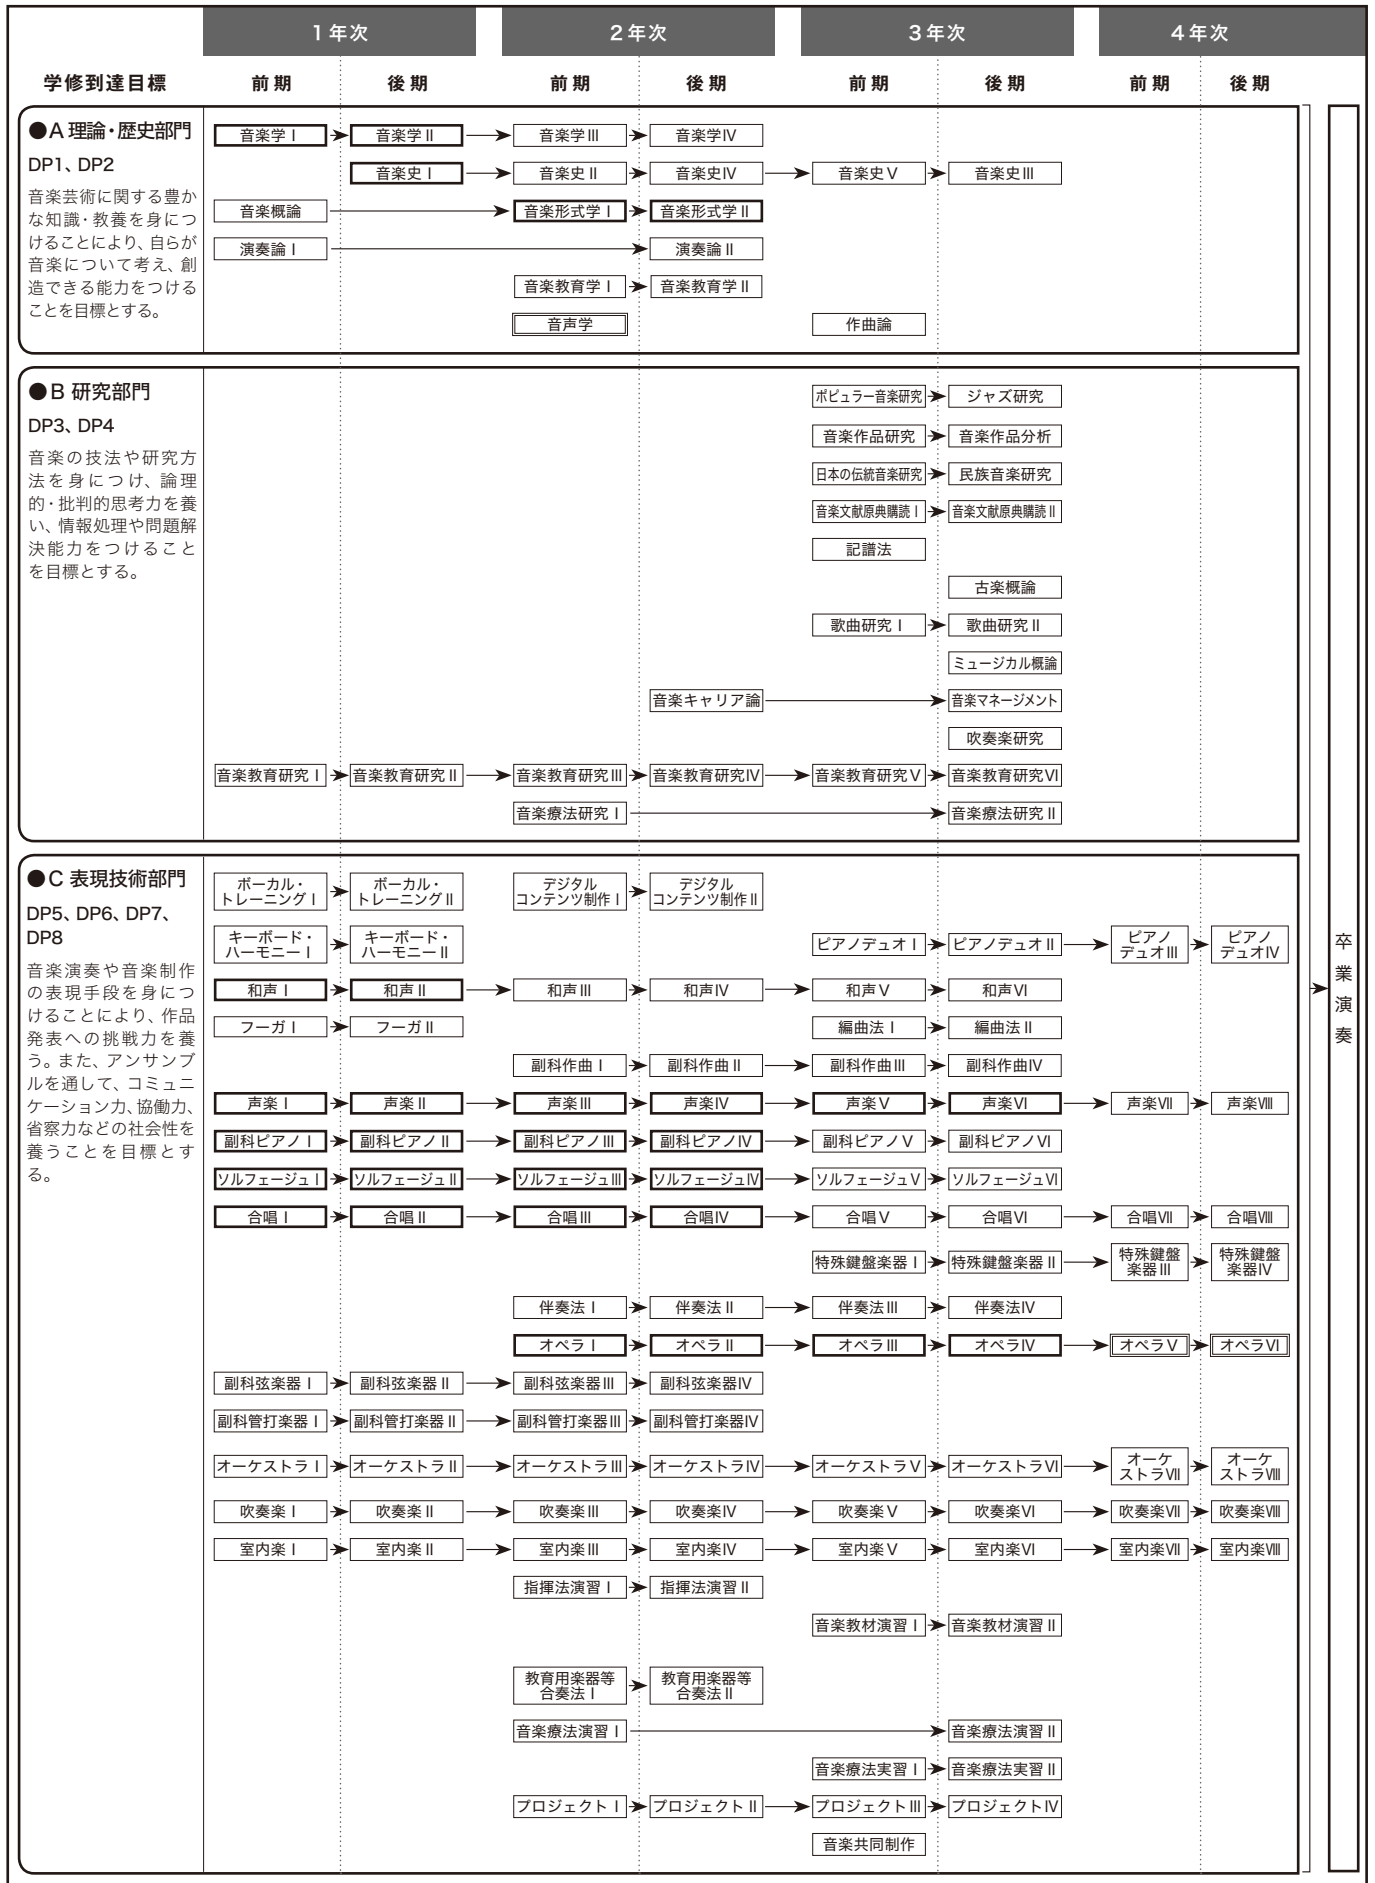 1年次
2年次
3年次
4年次
学修到達目標
前期
後期
前期
後期
前期
後期
前期
後期
●A 理論・歴史部門
DP1、DP2
音楽芸術に関する豊か
な知識・教養を身につ
けることにより、自らが
音楽について考え、創
造できる能力をつける
ことを目標とする。
音楽学Ⅰ
音楽学Ⅱ
音楽学Ⅲ
音楽学Ⅳ
音楽史Ⅰ
音楽史Ⅱ
音楽史Ⅳ
音楽史Ⅴ
音楽史Ⅲ
音楽概論
音楽形式学Ⅰ
音楽形式学Ⅱ
演奏論Ⅰ
演奏論Ⅱ
音楽教育学Ⅰ
音楽教育学Ⅱ
音声学
作曲論
●B 研究部門
DP3、DP4
音楽の技法や研究方
法を身につけ、論理
的・批判的思考力を養
い、情報処理や問題解
決能力をつけること
を目標とする。
ポピュラー音楽研究
ジャズ研究
音楽作品研究
音楽作品分析
日本の伝統音楽研究
民族音楽研究
音楽文献原典購読Ⅰ
音楽文献原典購読Ⅱ
記譜法
古楽概論
歌曲研究Ⅰ
歌曲研究Ⅱ
ミュージカル概論
音楽キャリア論
音楽マネージメント
吹奏楽研究
音楽教育研究Ⅰ
音楽教育研究Ⅱ
音楽教育研究Ⅲ
音楽教育研究Ⅳ
音楽教育研究Ⅴ
音楽教育研究Ⅵ
音楽療法研究Ⅰ
音楽療法研究Ⅱ
●C 表現技術部門
DP5、DP6、DP7、
DP8
音楽演奏や音楽制作
の表現手段を身につ
けることにより、作品
発表への挑戦力を養
う。また、アンサンブ
ルを通して、コミュニ
ケーション力、協働力、
省察力などの社会性を
養うことを目標とす
る。
ボーカル・
トレーニングⅠ
ボーカル・
トレーニングⅡ
デジタル
コンテンツ制作Ⅰ
デジタル
コンテンツ制作Ⅱ
キーボード・
ハーモニーⅠ
キーボード・
ハーモニーⅡ
ピアノデュオⅠ
ピアノデュオⅡ
ピアノ
デュオⅢ
ピアノ
デュオⅣ
和声Ⅰ
和声Ⅱ
和声Ⅲ
和声Ⅳ
和声Ⅴ
和声Ⅵ
フーガⅠ
フーガⅡ
編曲法Ⅰ
編曲法Ⅱ
副科作曲Ⅰ
副科作曲Ⅱ
副科作曲Ⅲ
副科作曲Ⅳ
声楽Ⅰ
声楽Ⅱ
声楽Ⅲ
声楽Ⅳ
声楽Ⅴ
声楽Ⅵ
声楽Ⅶ
声楽Ⅷ
副科ピアノⅠ
副科ピアノⅡ
副科ピアノⅢ
副科ピアノⅣ
副科ピアノⅤ
副科ピアノⅥ
ソルフェージュⅠ
ソルフェージュⅡ
ソルフェージュⅢ
ソルフェージュⅣ
ソルフェージュⅤ
ソルフェージュⅥ
合唱Ⅰ
合唱Ⅱ
合唱Ⅲ
合唱Ⅳ
合唱Ⅴ
合唱Ⅵ
合唱Ⅶ
合唱Ⅷ
特殊鍵盤楽器Ⅰ
特殊鍵盤楽器Ⅱ
特殊鍵盤
楽器Ⅲ
特殊鍵盤
楽器Ⅳ
伴奏法Ⅰ
伴奏法Ⅱ
伴奏法Ⅲ
伴奏法Ⅳ
オペラⅠ
オペラⅡ
オペラⅢ
オペラⅣ
オペラⅤ
オペラⅥ
副科弦楽器Ⅰ
副科弦楽器Ⅱ
副科弦楽器Ⅲ
副科弦楽器Ⅳ
副科管打楽器Ⅰ
副科管打楽器Ⅱ
副科管打楽器Ⅲ
副科管打楽器Ⅳ
オーケストラⅠ
オーケストラⅡ
オーケストラⅢ
オーケストラⅣ
オーケストラⅤ
オーケストラⅥ
オーケ
ストラⅦ
オーケ
ストラⅧ
吹奏楽Ⅰ
吹奏楽Ⅱ
吹奏楽Ⅲ
吹奏楽Ⅳ
吹奏楽Ⅴ
吹奏楽Ⅵ
吹奏楽Ⅶ
吹奏楽Ⅷ
室内楽Ⅰ
室内楽Ⅱ
室内楽Ⅲ
室内楽Ⅳ
室内楽Ⅴ
室内楽Ⅵ
室内楽Ⅶ
室内楽Ⅷ
指揮法演習Ⅰ
指揮法演習Ⅱ
音楽教材演習Ⅰ
音楽教材演習Ⅱ
教育用楽器等
合奏法Ⅰ
教育用楽器等
合奏法Ⅱ
音楽療法演習Ⅰ
音楽療法演習Ⅱ
音楽療法実習Ⅰ
音楽療法実習Ⅱ
プロジェクトⅠ
プロジェクトⅡ
プロジェクトⅢ
プロジェクトⅣ
音楽共同制作
卒業演奏